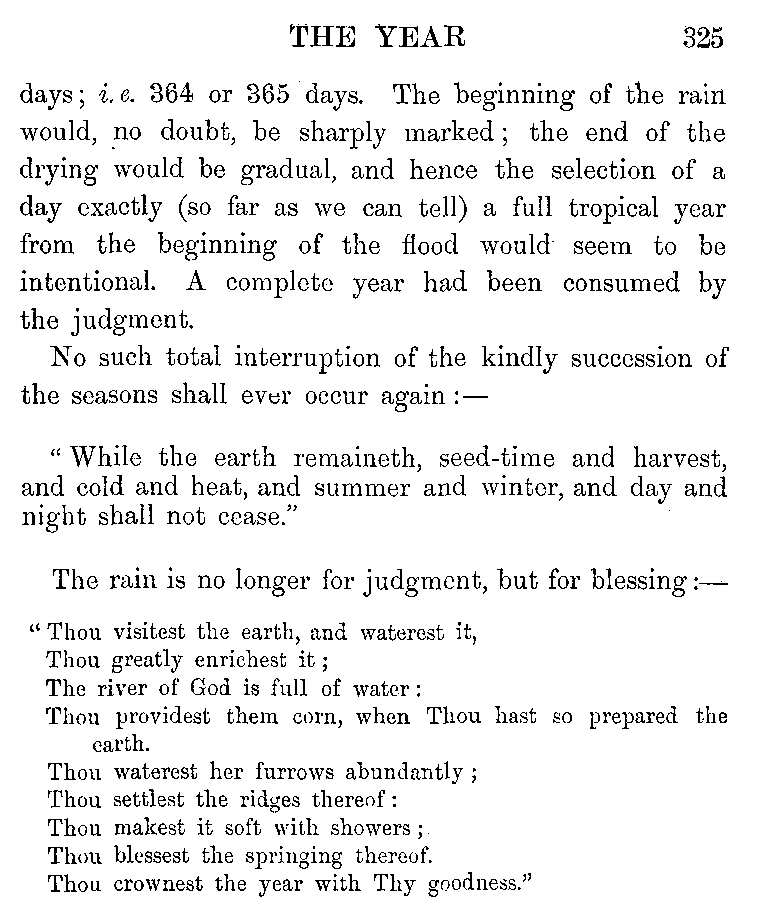 THE YEAR 325
days; i. e. 364 or 365 days. The beginning of the rain
would, no doubt, be sharply marked; the end of the
drying would be gradual, and hence the selection of a
day exactly (so far as we can tell) a full tropical year
from the beginning of the flood would seem to be
intentional. A complete year had been consumed by
the judgment.
No such total interruption of the kindly succession of
the seasons shall ever occur again :—
“ While the earth remaineth, seed-time and harvest,
and cold and heat, and summer and winter, and day and
night shall not cease.”
The rain is no longer for judgment, but for blessing :—
“ Thou visitest the earth, and waterest it,
Thou greatly enrichest it ;
The river of God is full of water :
Thou providest them corn, when Thou hast so prepared the
earth.
Thou waterest her furrows abundantly ;
Thou settlest the ridges thereof :
Thou makest it soft with showers ;
Thou blessest the springing thereof.
Thou crownest the year with Thy goodness.”